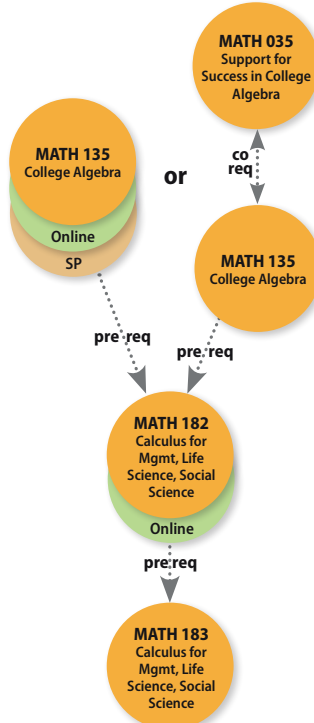 MATH 035
Support for
Success in College
Algebra
co
req
MATH 135
College Algebra
Online
SP
or
MATH 135
College Algebra
pre req
pre req
MATH 182
Calculus for
Mgmt, Life
Science, Social
Science
Online
pre req
MATH 183
Calculus for
Mgmt, Life
Science, Social
Science